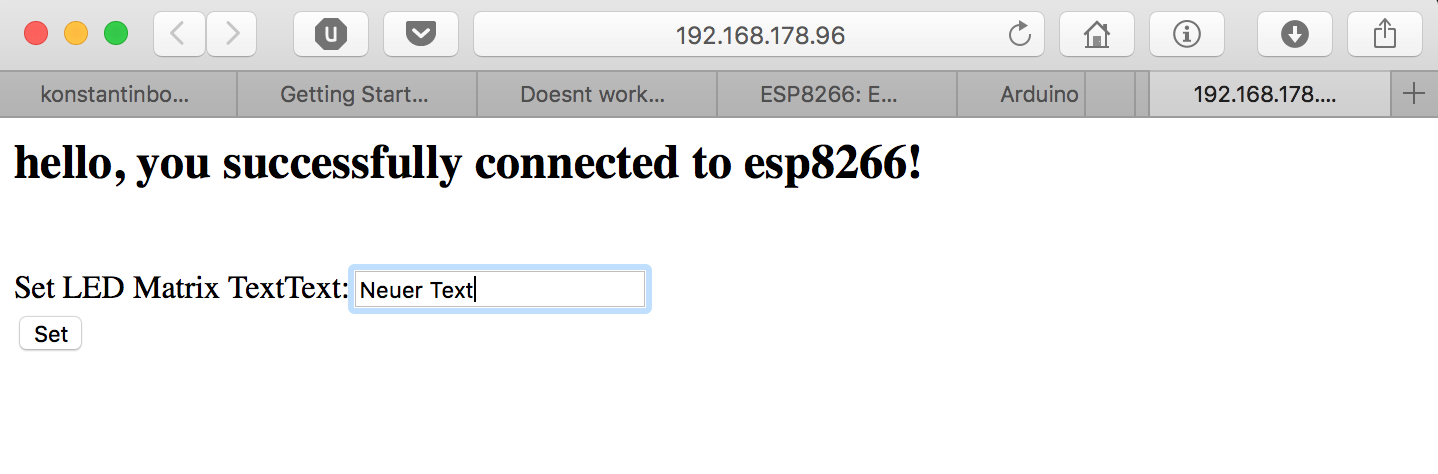 192.168.178.96
konstantinbo...
Getting Start...
Doesnt work...
ESP8266: E...
Arduino
192.168.178....
hello, you successfully connected to esp8266!
Set LED Matrix TextText: Neuer Text
Set